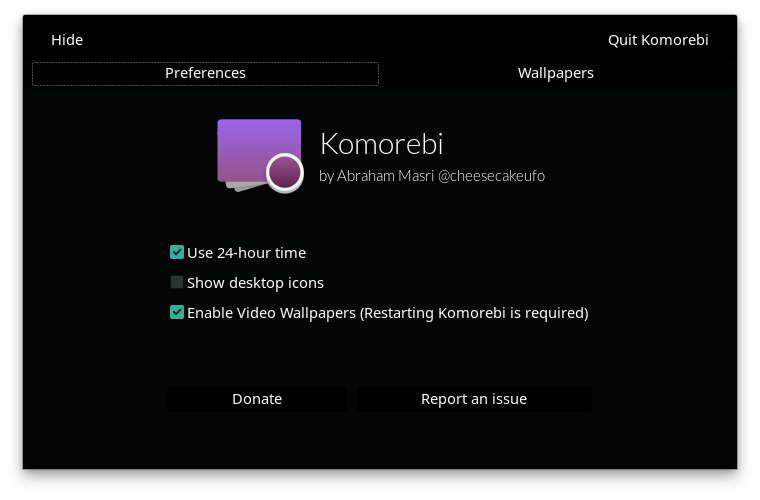 Hide
Quit Komorebi
Preferences
Wallpapers
Komorebi
by Abraham Masri @cheesecakeufo
Use 24-hour time
Show desktop icons
Enable Video Wallpapers (Restarting Komorebi is required)
Donate
Report an issue